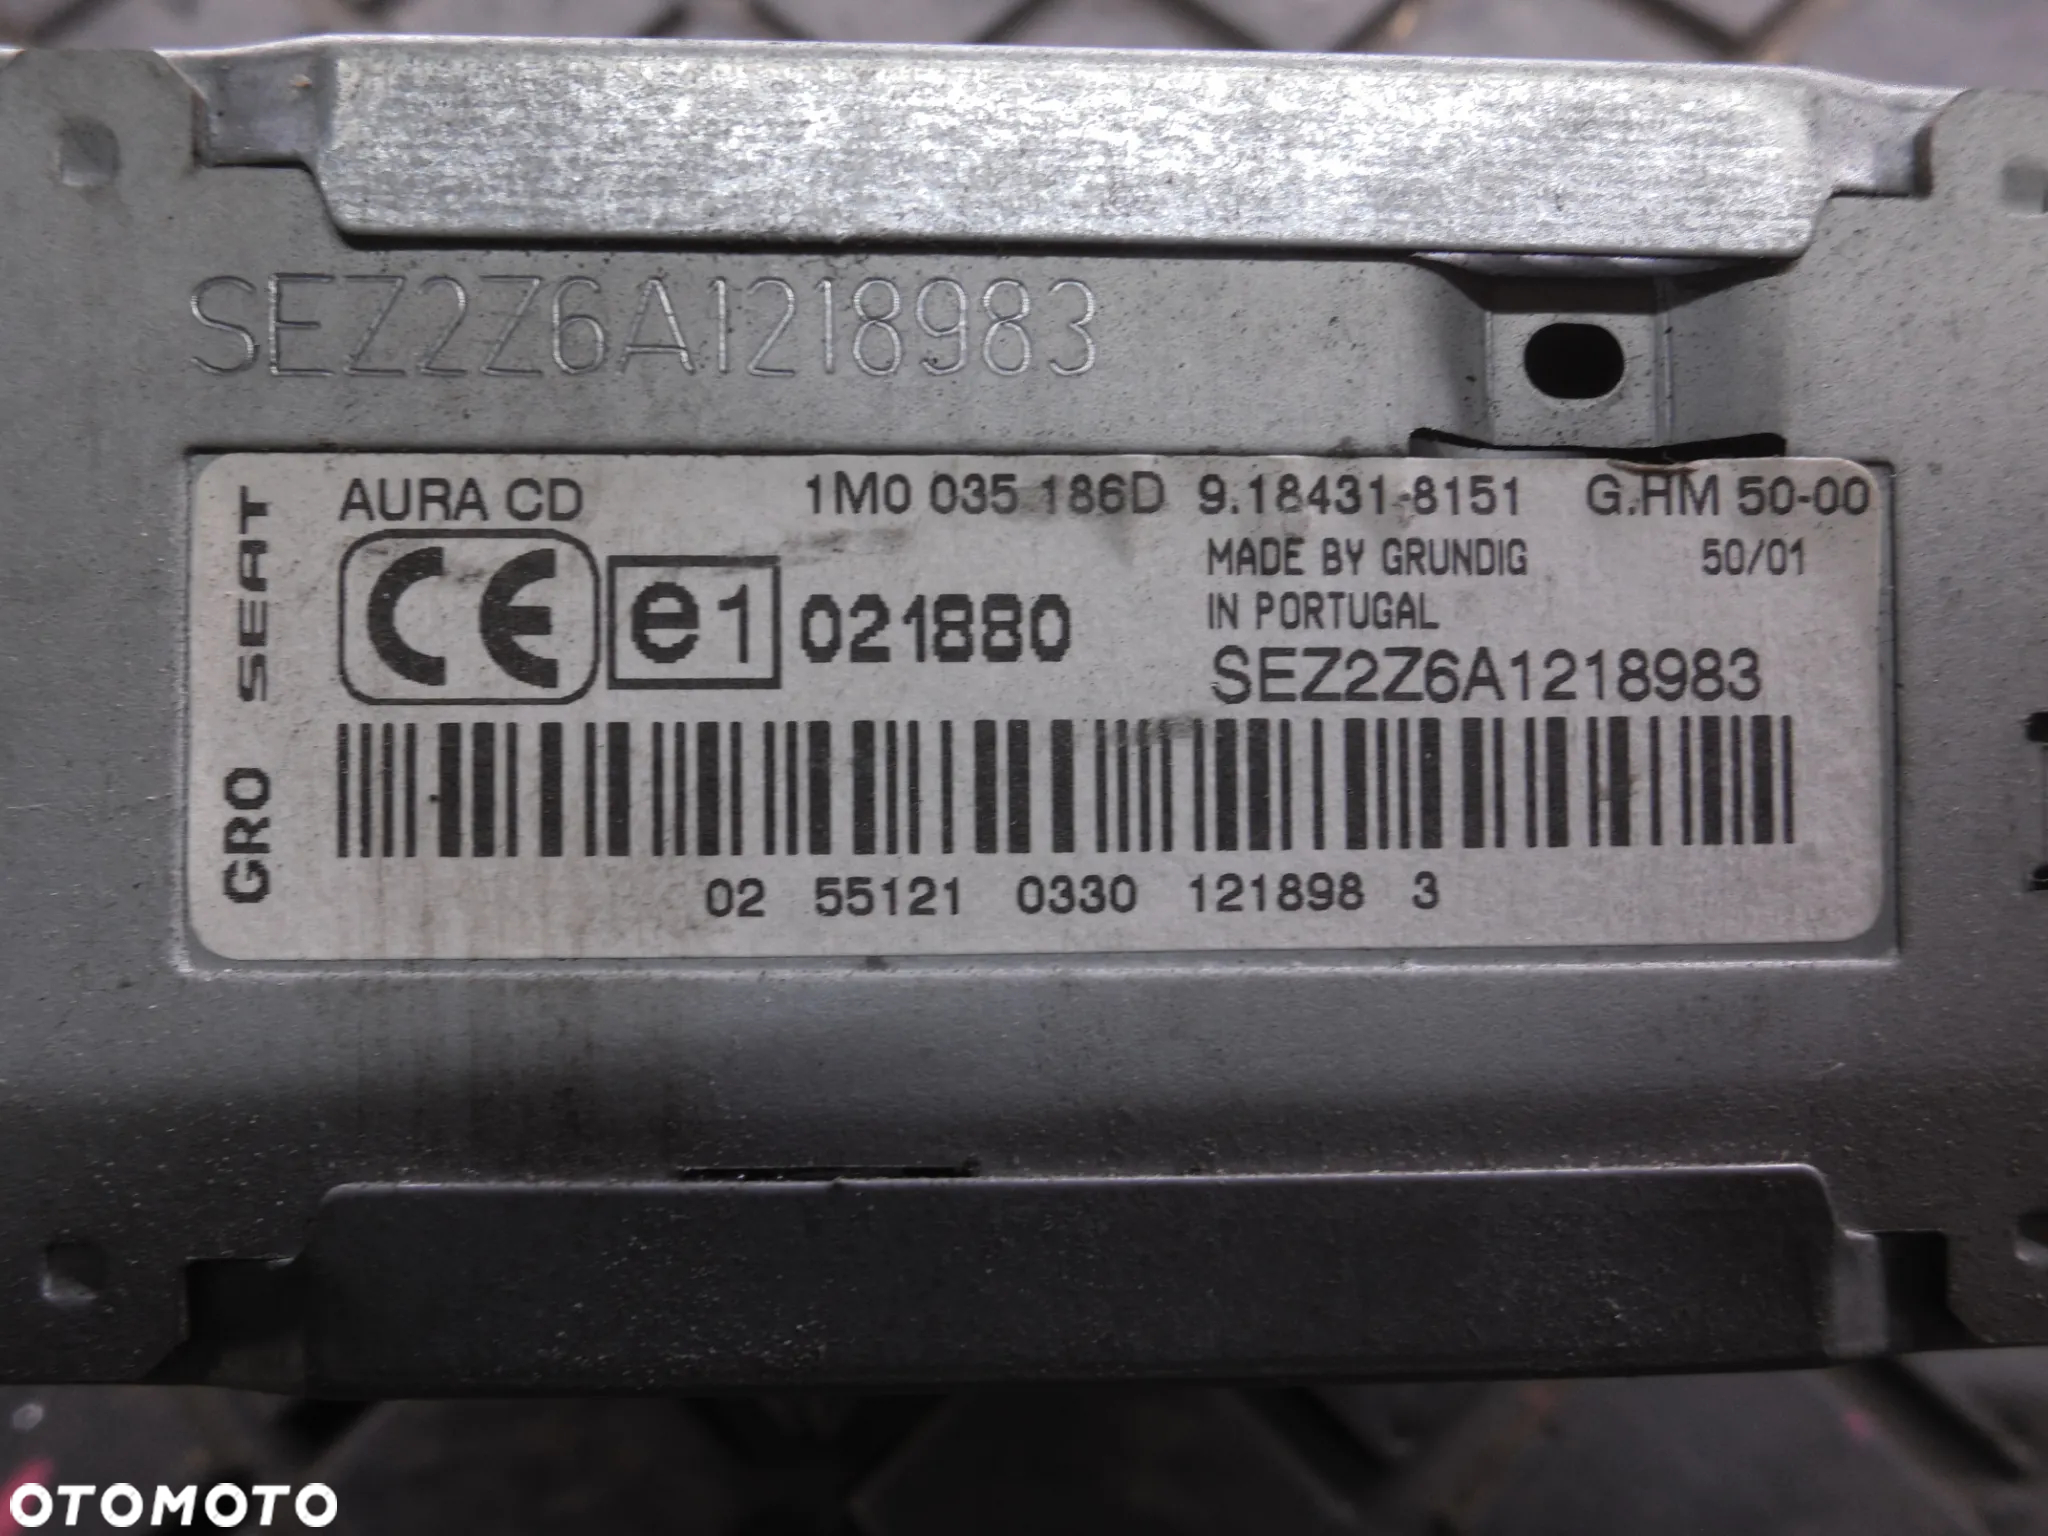 SEZ2Z6A1218983
GRO SEAT
AURA CD 1M0 035 186D 9.18431-8151 G.HM 50-00
CE e1 021880 MADE BY GRUNDIG 50/01
IN PORTUGAL
SEZ2Z6A1218983
02 55121 0330 121898 3
OTOMOTO